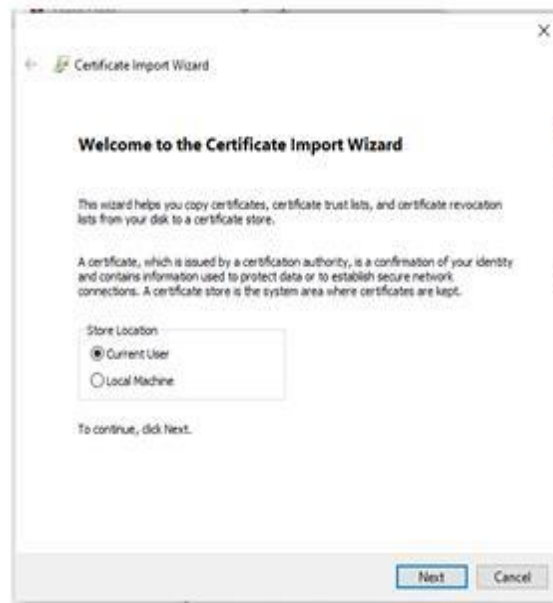 Certificate Import Wizard
Welcome to the Certificate Import Wizard
This wizard helps you copy certificates, certificate trust lists, and certificate revocation
lists from your disk to a certificate store.
A certificate, which is issued by a certification authority, is a confirmation of your identity
and contains information used to protect data or to establish secure network
connections. A certificate store is the system area where certificates are kept.
Store Location
Current User
Local Machine
To continue, click Next.
Next
Cancel